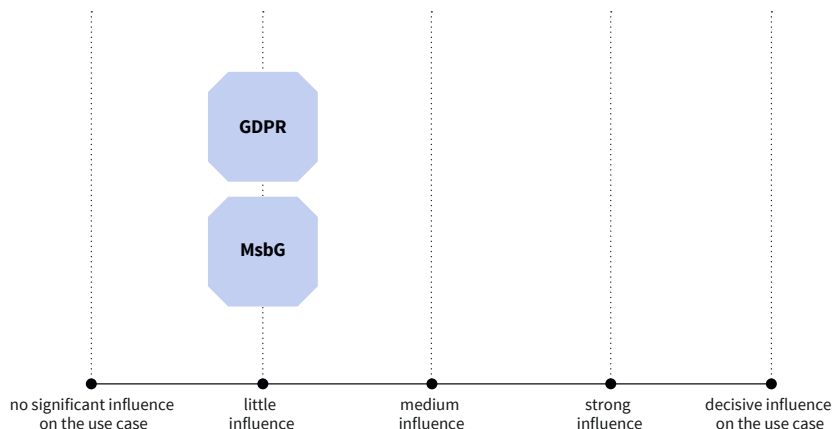 GDPR
MsbG
no significant influence
on the use case
little
influence
medium
influence
strong
influence
decisive influence
on the use case